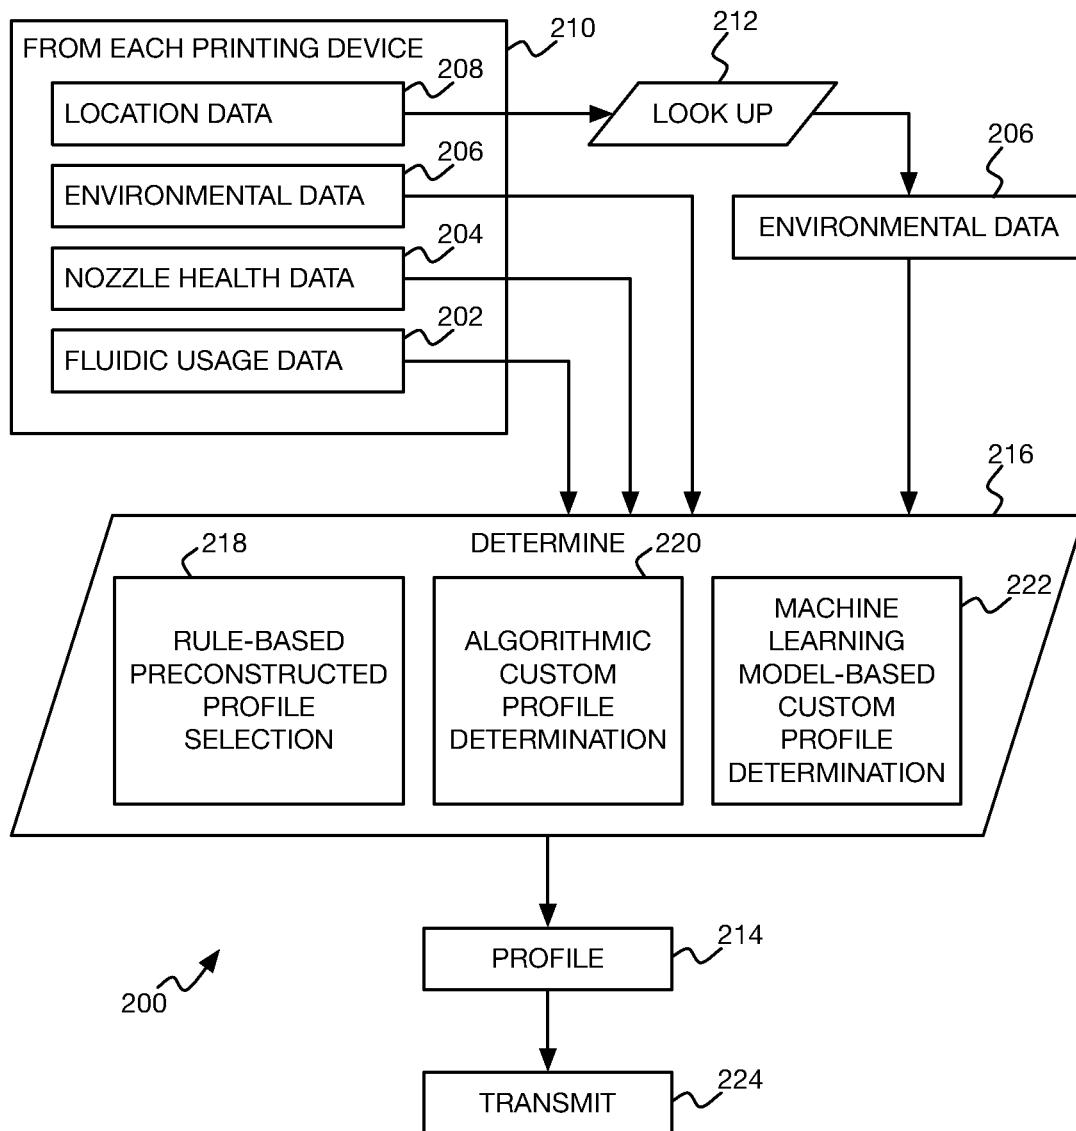 FROM EACH PRINTING DEVICE
210
212
208
LOCATION DATA
LOOK UP
206
ENVIRONMENTAL DATA
206
ENVIRONMENTAL DATA
204
NOZZLE HEALTH DATA
202
FLUIDIC USAGE DATA
216
DETERMINE
218
RULE-BASED
PRECONSTRUCTED
PROFILE
SELECTION
220
ALGORITHMIC
CUSTOM
PROFILE
DETERMINATION
222
MACHINE
LEARNING
MODEL-BASED
CUSTOM
PROFILE
DETERMINATION
PROFILE
214
200
TRANSMIT
224